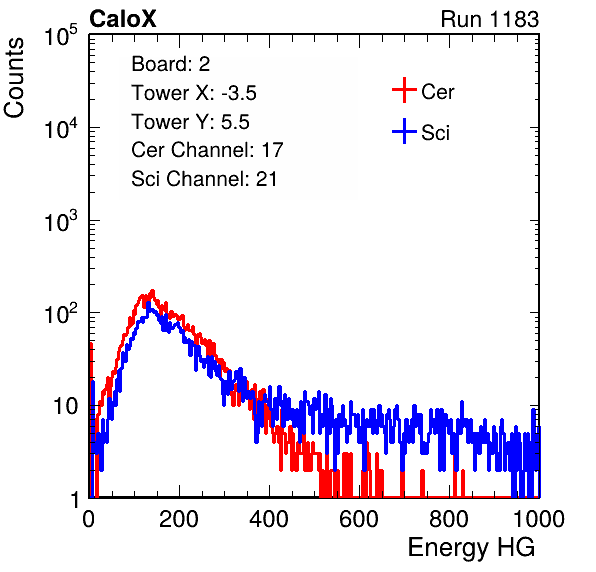 CaloX Run 1183
Counts
Board: 2
Tower X: -3.5
Tower Y: 5.5
Cer Channel: 17
Sci Channel: 21
Cer
Sci
10^5
10^4
10^3
10^2
10
1
0 200 400 600 800 1000
Energy HG